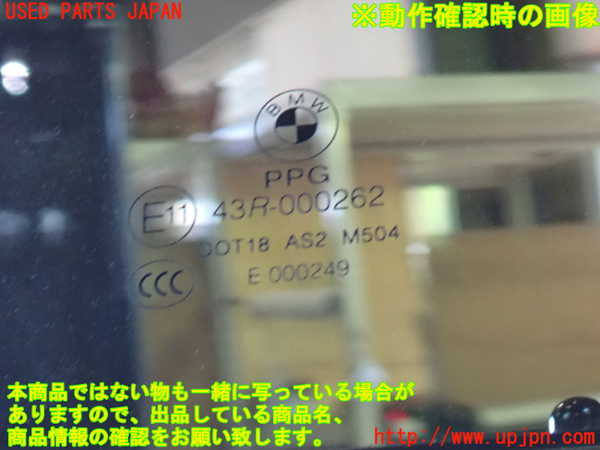 USED PARTS JAPAN
※動作確認時の画像
BMW
PPG
E11
43R-000262
DOT18 AS2 M504
E 000249
CCC
本商品ではない物も一緒に写っている場合が
ありますので、出品している商品名、
商品情報の確認をお願い致します。
http://www.upjpn.com/